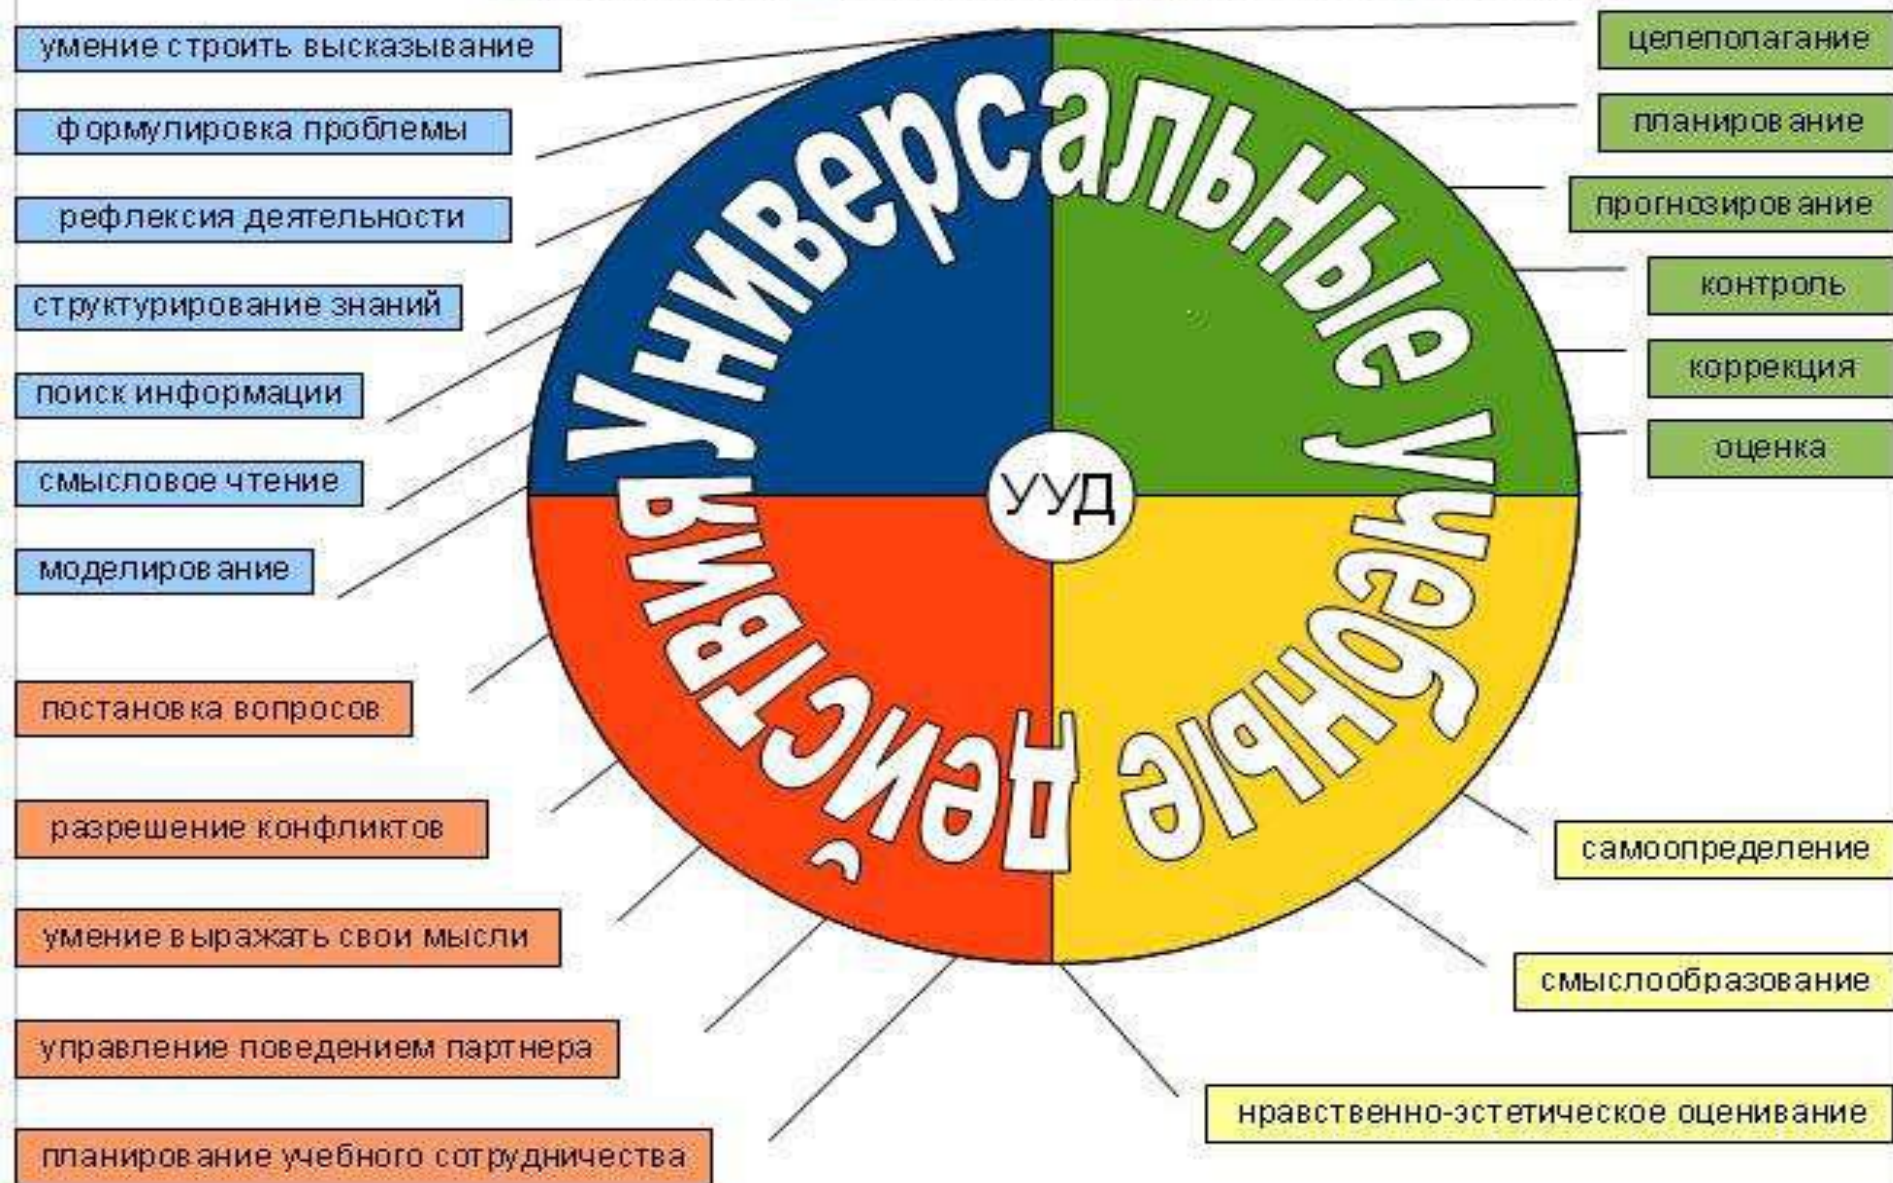 умение строить высказывание
формулировка проблемы
рефлексия деятельности
структурирование знаний
поиск информации
смысловое чтение
моделирование
постановка вопросов
разрешение конфликтов
умение выражать свои мысли
управление поведением партнера
планирование учебного сотрудничества
Универсальные учебные действия
УУД
целеполагание
планирование
прогнозирование
контроль
коррекция
оценка
самоопределение
смыслообразование
нравственно-эстетическое оценивание